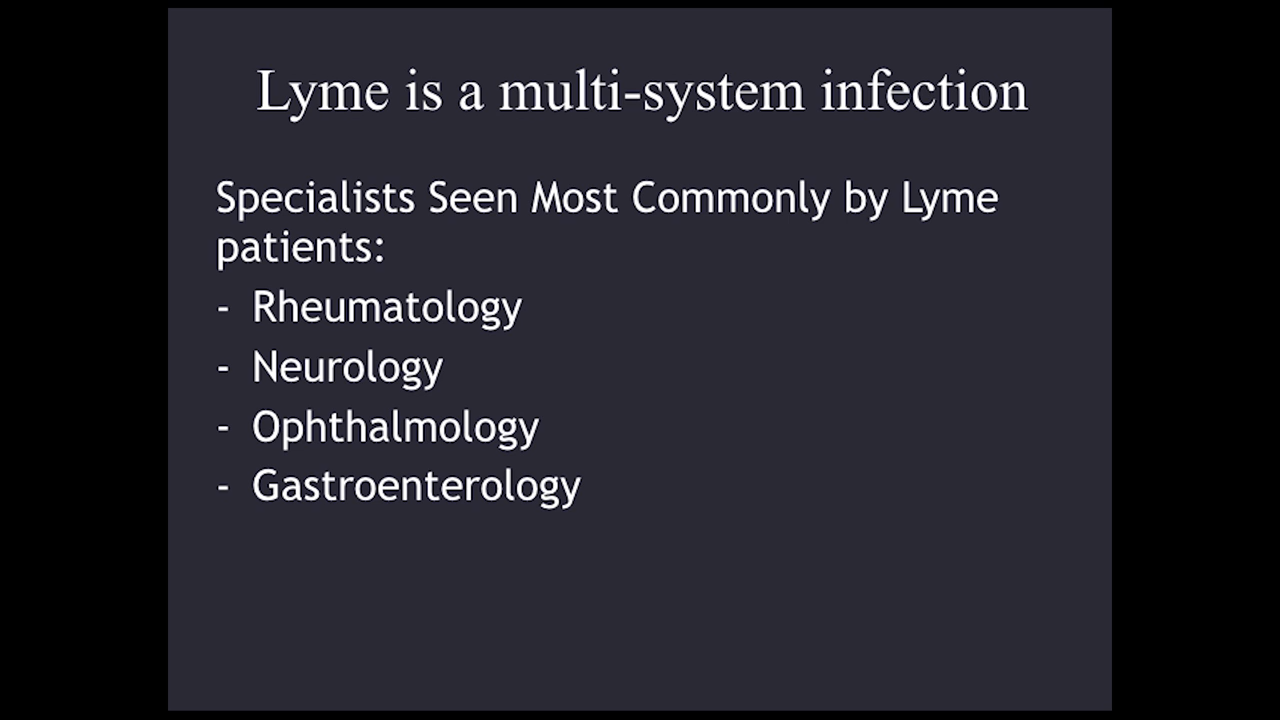 Lyme is a multi-system infection
Specialists Seen Most Commonly by Lyme
patients:
- Rheumatology
- Neurology
- Ophthalmology
- Gastroenterology